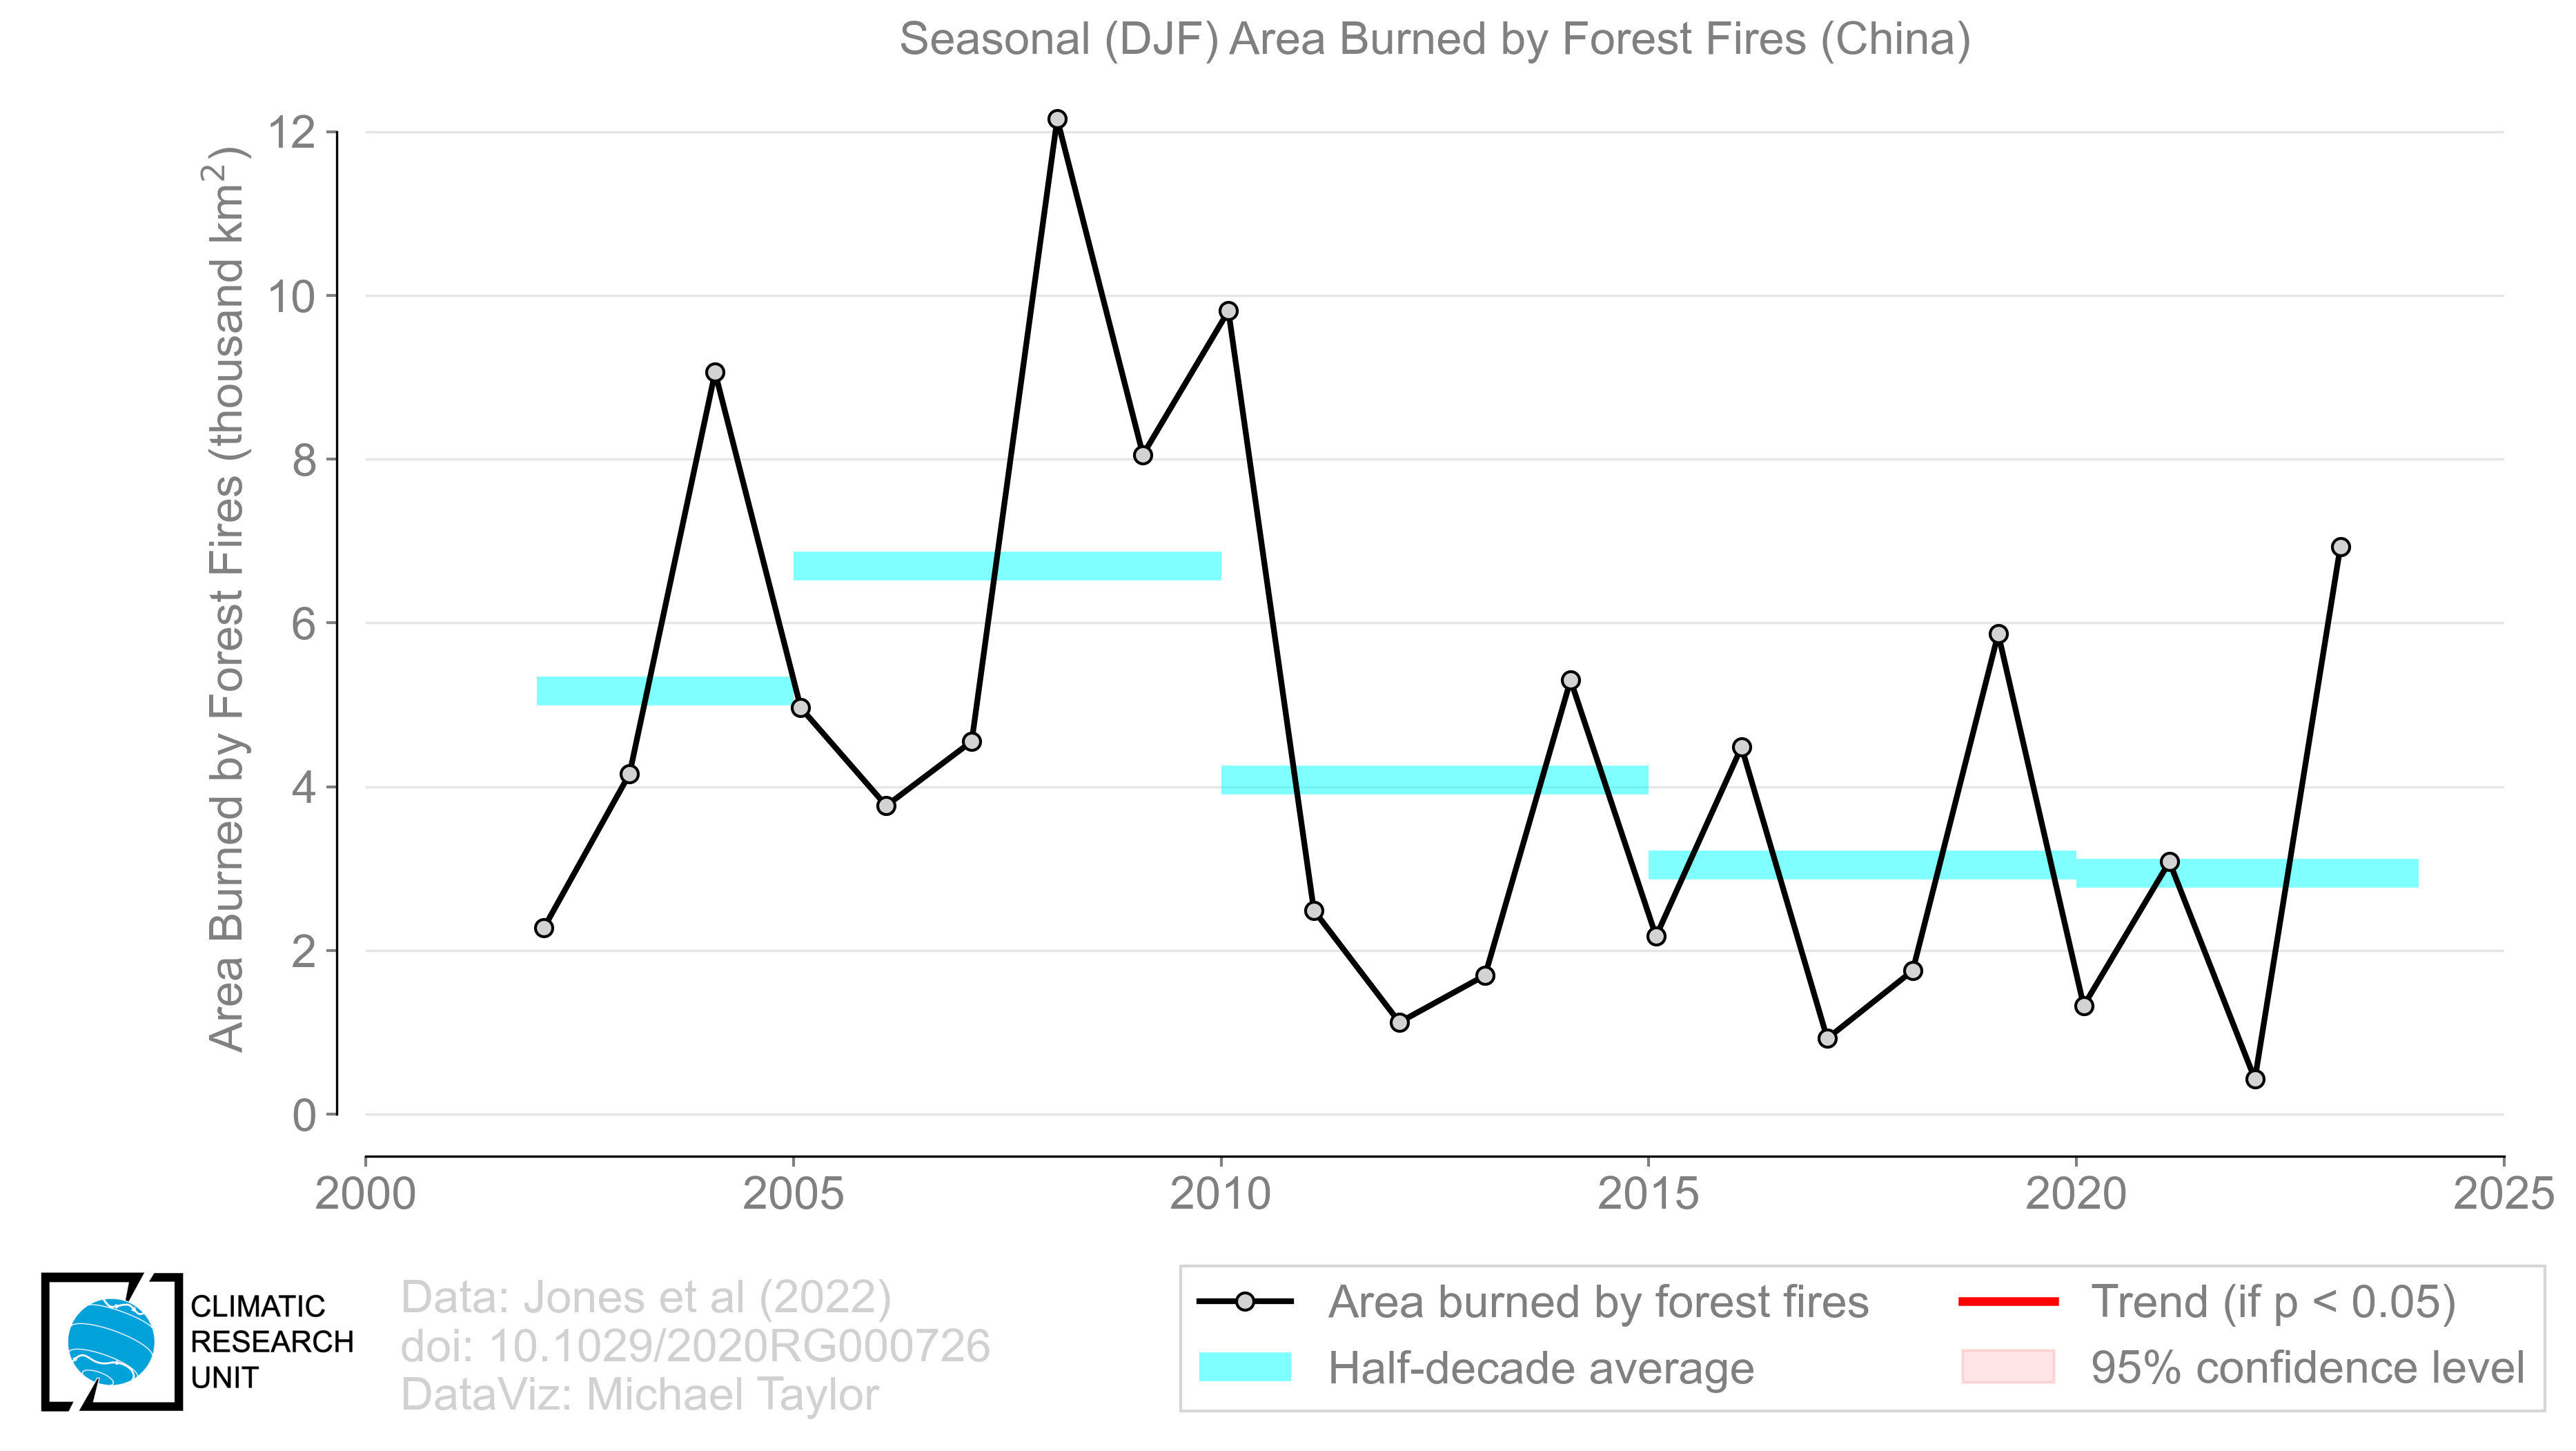 Seasonal (DJF) Area Burned by Forest Fires (China)
Area Burned by Forest Fires (thousand km²)
12
10
8
6
4
2
0
2000 2005 2010 2015 2020 2025
CLIMATIC
RESEARCH
UNIT
Data: Jones et al (2022)
doi: 10.1029/2020RG000726
DataViz: Michael Taylor
Area burned by forest fires
Half-decade average
Trend (if p < 0.05)
95% confidence level